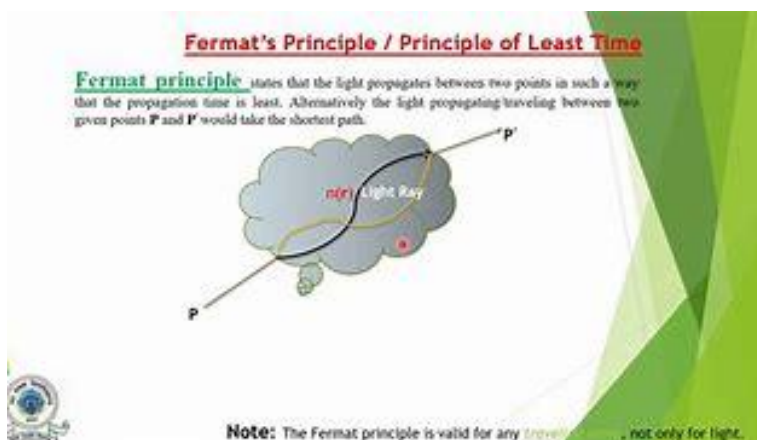 Fermat's Principle / Principle of Least Time
Fermat principle states that the light propagates between two points in such a way
that the propagation time is least. Alternatively the light propagating/traveling between two
given points P and P' would take the shortest path.
P'
n(r) Light Ray
P
Note: The Fermat principle is valid for any , not only for light.